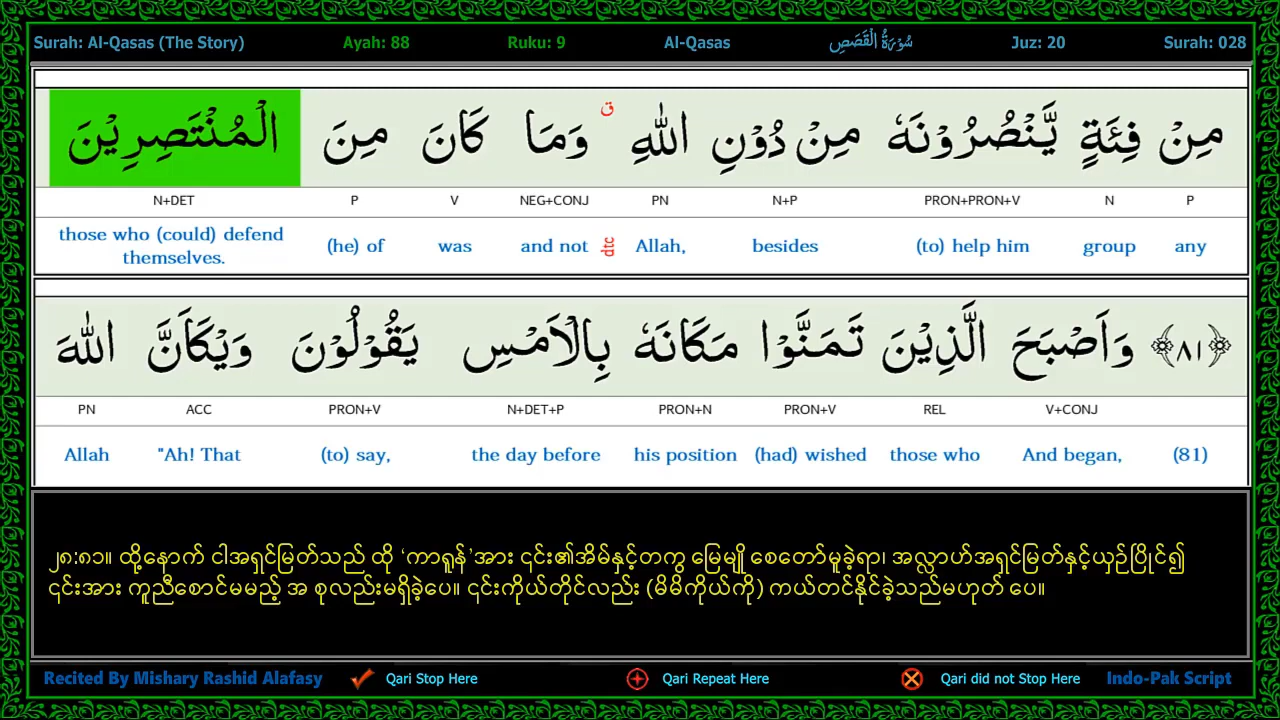 Surah: Al-Qasas (The Story) Ayah: 88 Ruku: 9 Al-Qasas سُوْرَةُ الْقَصَصِ Juz: 20 Surah: 028
مِنْ فِئَةٍ يَّنْصُرُوْنَهٗ مِنْ دُوْنِ اللّٰهِ ۗق وَمَا كَانَ مِنَ الْمُنْتَصِرِيْنَ
N+DET P V NEG+CONJ PN N+P PRON+PRON+V N P
those who (could) defend themselves. (he) of was and not Allah, besides (to) help him group any
﴿٨١﴾ وَاَصْبَحَ الَّذِيْنَ تَمَنَّوْا مَكَانَهٗ بِالْاَمْسِ يَقُوْلُوْنَ وَيْكَاَنَّ اللّٰهَ
PN ACC PRON+V N+DET+P PRON+N PRON+V REL V+CONJ
Allah "Ah! That (to) say, the day before his position (had) wished those who And began, (81)
၂၈:၈၁။ ထို့နောက် ငါအရှင်မြတ်သည် ထို ‘ကာရူန်’အား ၎င်း၏အိမ်နှင့်တကွ မြေမျို စေတော်မူခဲ့ရာ၊ အလ္လာဟ်အရှင်မြတ်နှင့်ယှဉ်ပြိုင်၍
၎င်းအား ကူညီစောင်မမည့် အ စုလည်းမရှိခဲ့ပေ။ ၎င်းကိုယ်တိုင်လည်း (မိမိကိုယ်ကို) ကယ်တင်နိုင်ခဲ့သည်မဟုတ် ပေ။
Recited By Mishary Rashid Alafasy Qari Stop Here Qari Repeat Here Qari did not Stop Here Indo-Pak Script